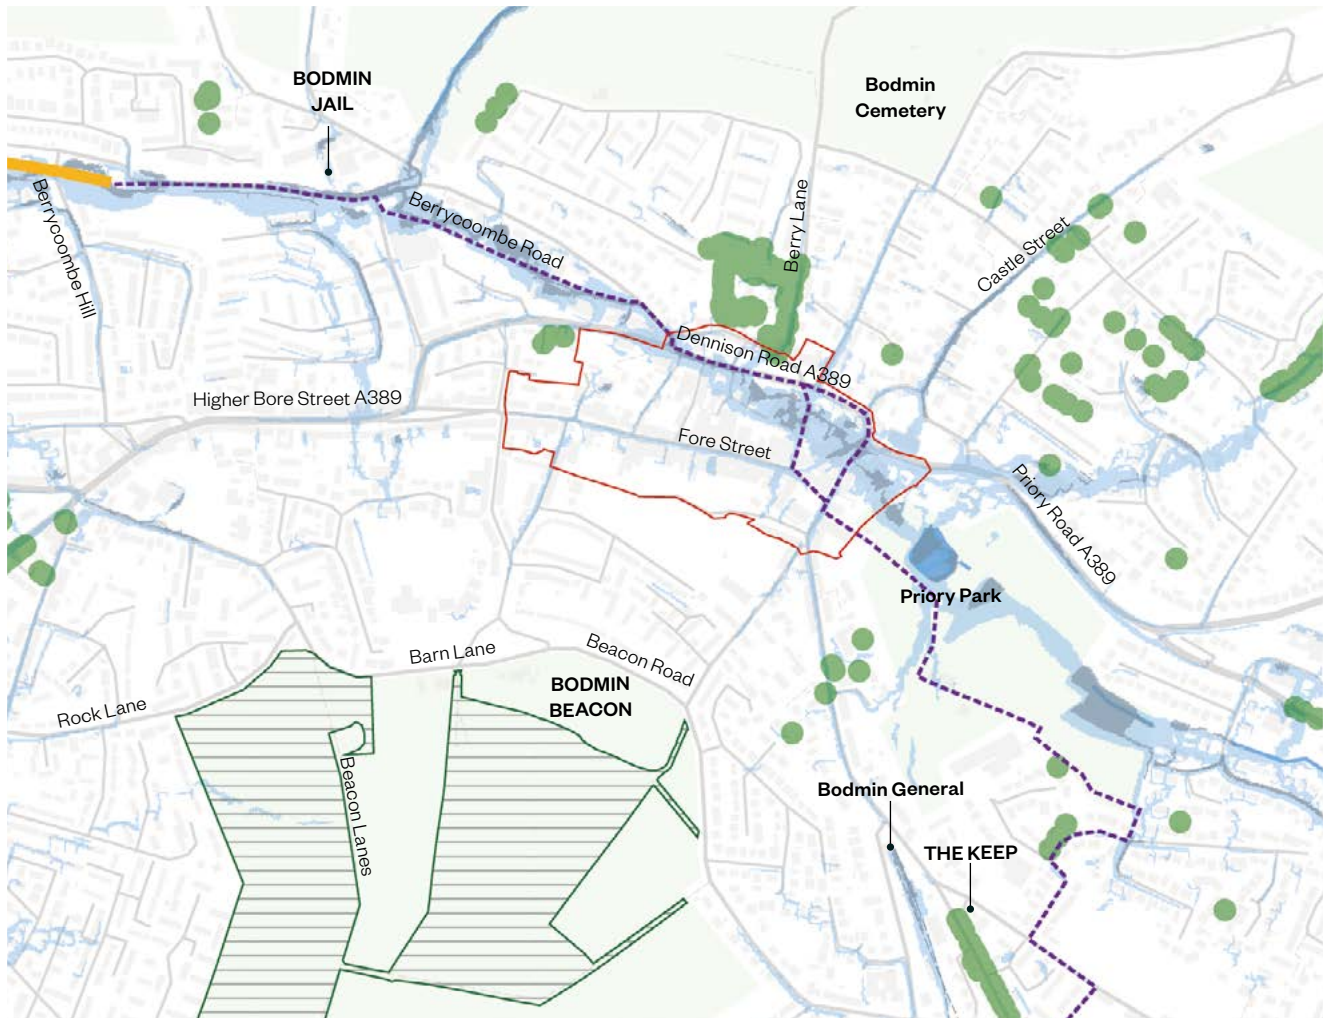 BODMIN
JAIL
Bodmin
Cemetery
Berrycoombe Hill
Berrycoombe Road
Berry Lane
Castle Street
Dennison Road A389
Higher Bore Street A389
Fore Street
Priory Road A389
Priory Park
Barn Lane
Beacon Road
BODMIN
BEACON
Rock Lane
Beacon Lanes
Bodmin General
THE KEEP